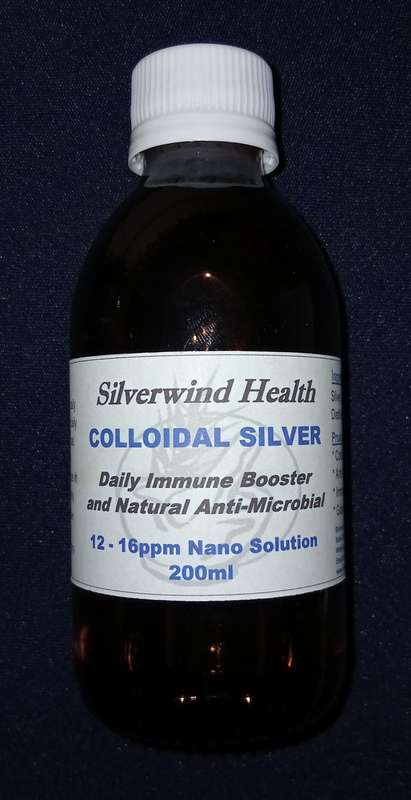 Silverwind Health
COLLOIDAL SILVER
Daily Immune Booster
and Natural Anti-Microbial
12 - 16ppm Nano Solution
200ml